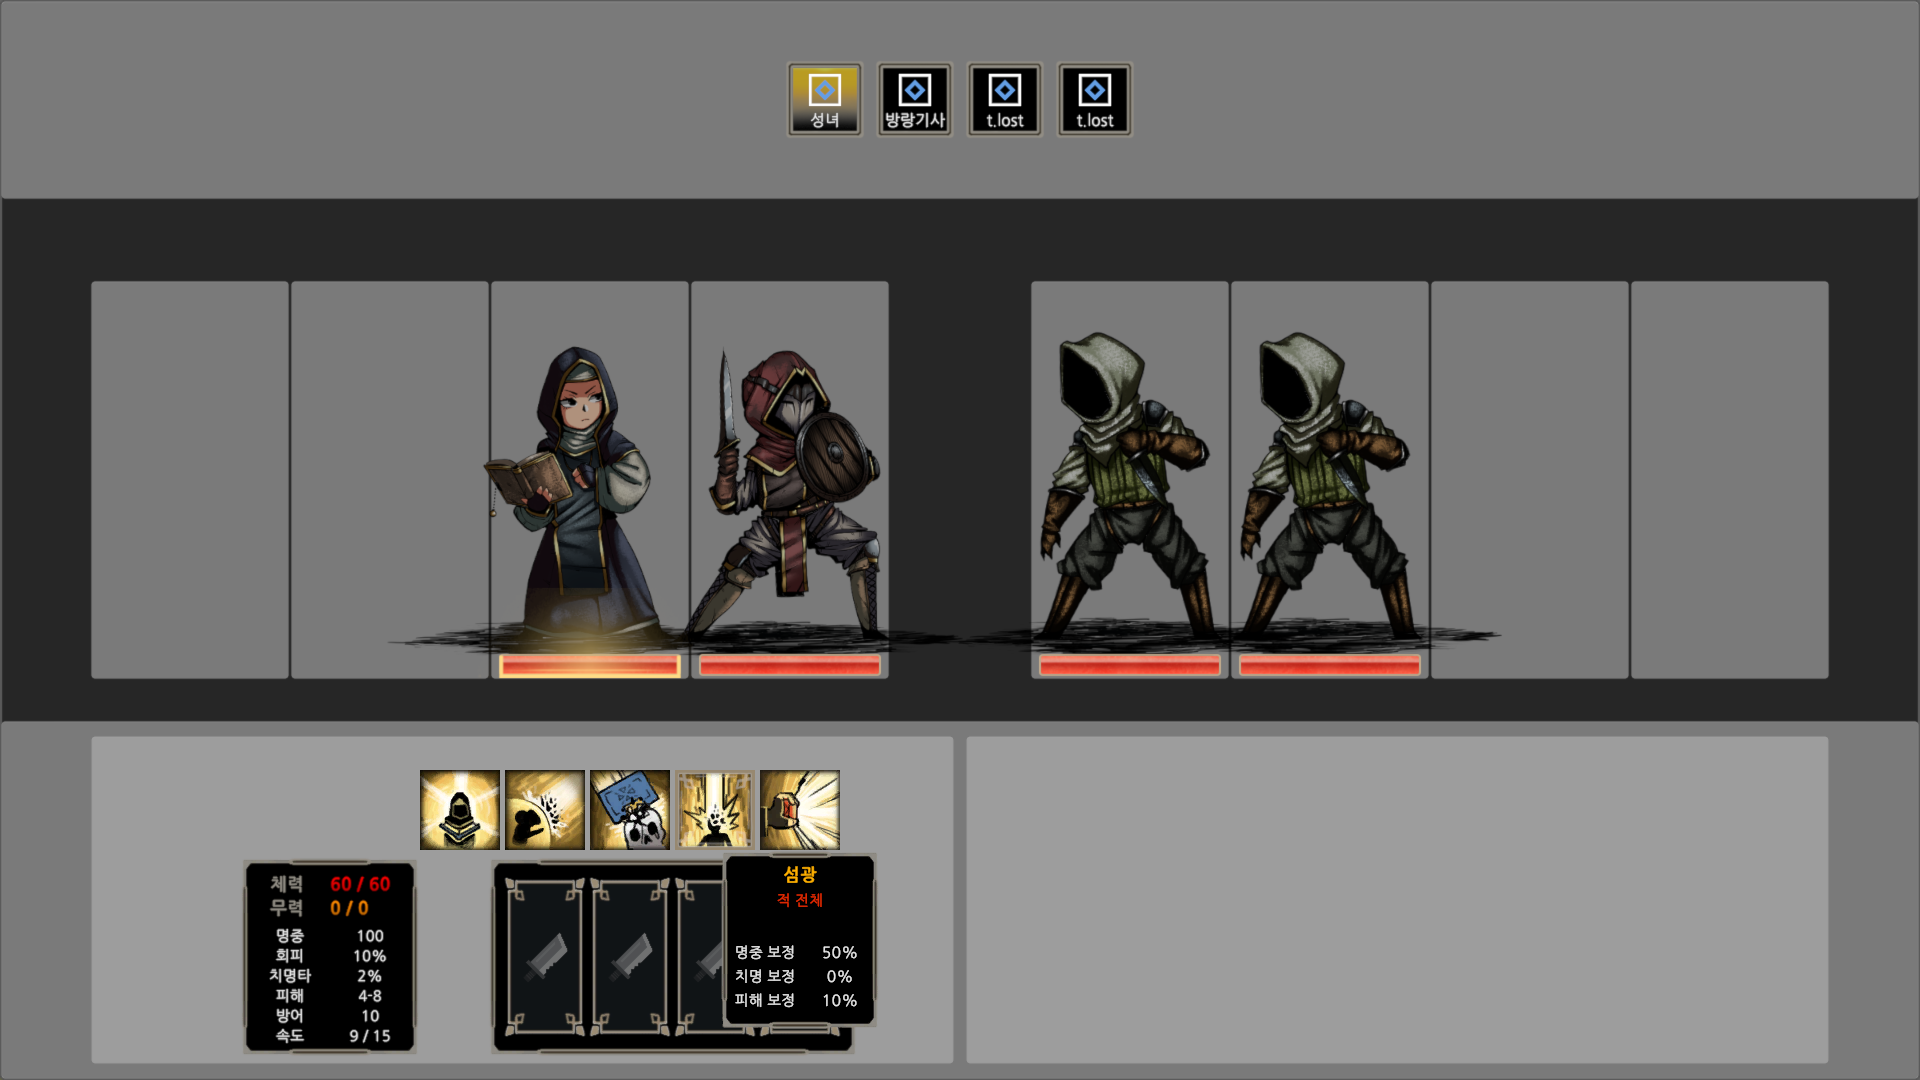 성녀
방랑기사
t.lost
t.lost
체력 60 / 60
무력 0 / 0
명중 100
회피 10%
치명타 2%
피해 4-8
방어 10
속도 9 / 15
섬광
적 전체
명중 보정 50%
치명 보정 0%
피해 보정 10%